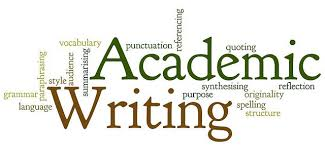 vocabulary
punctuation
referencing
quoting
paraphrasing
style
audience
summarising
Academic
grammar
language
Writing
purpose
synthesising
reflection
originality
spelling
structure